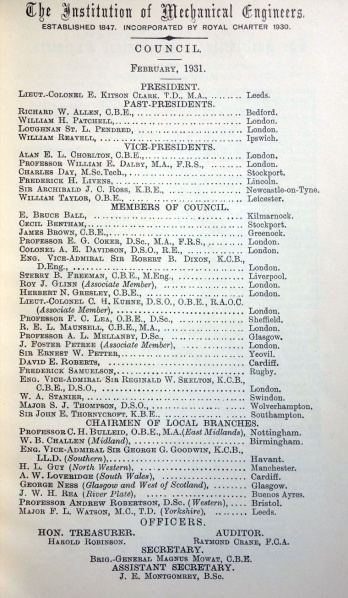 The Institution of Mechanical Engineers.
ESTABLISHED 1847. INCORPORATED BY ROYAL CHARTER 1930.
COUNCIL.
FEBRUARY, 1931.
PRESIDENT.
LIEUT.-COLONEL E. KITSON CLARK, T.D., M.A., ....... Leeds.
PAST-PRESIDENTS.
RICHARD W. ALLEN, C.B.E., ....... Bedford.
WILLIAM H. PATCHELL, ....... London.
LOUGHNAN ST. L. PENDRED, ....... London.
WILLIAM REAVELL, ....... Ipswich.
VICE-PRESIDENTS.
ALAN E. L. CHORLTON, C.B.E., ....... London.
PROFESSOR WILLIAM E. DALBY, M.A., F.R.S., ....... London.
CHARLES DAY, M.Sc.Tech., ....... Stockport.
FREDERICK H. LIVENS, ....... Lincoln.
SIR ARCHIBALD J. C. ROSS, K.B.E., ....... Newcastle-on-Tyne.
WILLIAM TAYLOR, O.B.E., ....... Leicester.
MEMBERS OF COUNCIL.
E. BRUCE BALL, ....... Kilmarnock.
CECIL BENTHAM, ....... Stockport.
JAMES BROWN, C.B.E., ....... Greenock.
PROFESSOR E. G. COKER, D.Sc., M.A., F.R.S., ....... London.
COLONEL A. E. DAVIDSON, D.S.O., R.E., ....... London.
ENG. VICE-ADMIRAL SIR ROBERT B. DIXON, K.C.B.,
D.Eng., ....... London.
STERRY B. FREEMAN, C.B.E., M.Eng., ....... Liverpool.
ROY J. GLINN (Associate Member), ....... London.
HERBERT N. GRESLEY, C.B.E., ....... London.
LIEUT.-COLONEL C. H. KUHNE, D.S.O., O.B.E., R.A.O.C.
(Associate Member), ....... London.
PROFESSOR F. C. LEA, O.B.E., D.Sc., ....... Sheffield.
R. E. L. MAUNSELL, C.B.E., M.A., ....... London.
PROFESSOR A. L. MELLANBY, D.Sc., ....... Glasgow.
J. FOSTER PETREE (Associate Member), ....... London.
SIR ERNEST W. PETTER, ....... Yeovil.
DAVID E. ROBERTS, ....... Cardiff.
FREDERICK SAMUELSON, ....... Rugby.
ENG. VICE-ADMIRAL SIR REGINALD W. SKELTON, K.C.B.,
C.B.E., D.S.O., ....... London.
W. A. STANIER, ....... Swindon.
MAJOR S. J. THOMPSON, D.S.O., ....... Wolverhampton.
SIR JOHN E. THORNYCROFT, K.B.E. ....... Southampton.
CHAIRMEN OF LOCAL BRANCHES.
PROFESSOR C. H. BULLEID, O.B.E., M.A. (East Midlands), Nottingham.
W. B. CHALLEN (Midland), ....... Birmingham.
ENG. VICE-ADMIRAL SIR GEORGE G. GOODWIN, K.C.B.,
LL.D. (Southern), ....... Havant.
H. L. GUY (North Western), ....... Manchester.
A. W. LOVERIDGE (South Wales), ....... Cardiff.
GEORGE NESS (Glasgow and West of Scotland), ....... Glasgow.
J. W. H. REA (River Plate), ....... Buenos Ayres.
PROFESSOR ANDREW ROBERTSON, D.Sc. (Western), .... Bristol.
MAJOR F. L. WATSON, M.C., T.D. (Yorkshire), ....... Leeds.
OFFICERS.
HON. TREASURER. AUDITOR.
HAROLD ROBINSON. RAYMOND CRANE, F.C.A.
SECRETARY.
BRIG.-GENERAL MAGNUS MOWAT, C.B.E.
ASSISTANT SECRETARY.
J. E. MONTGOMREY, B.Sc.